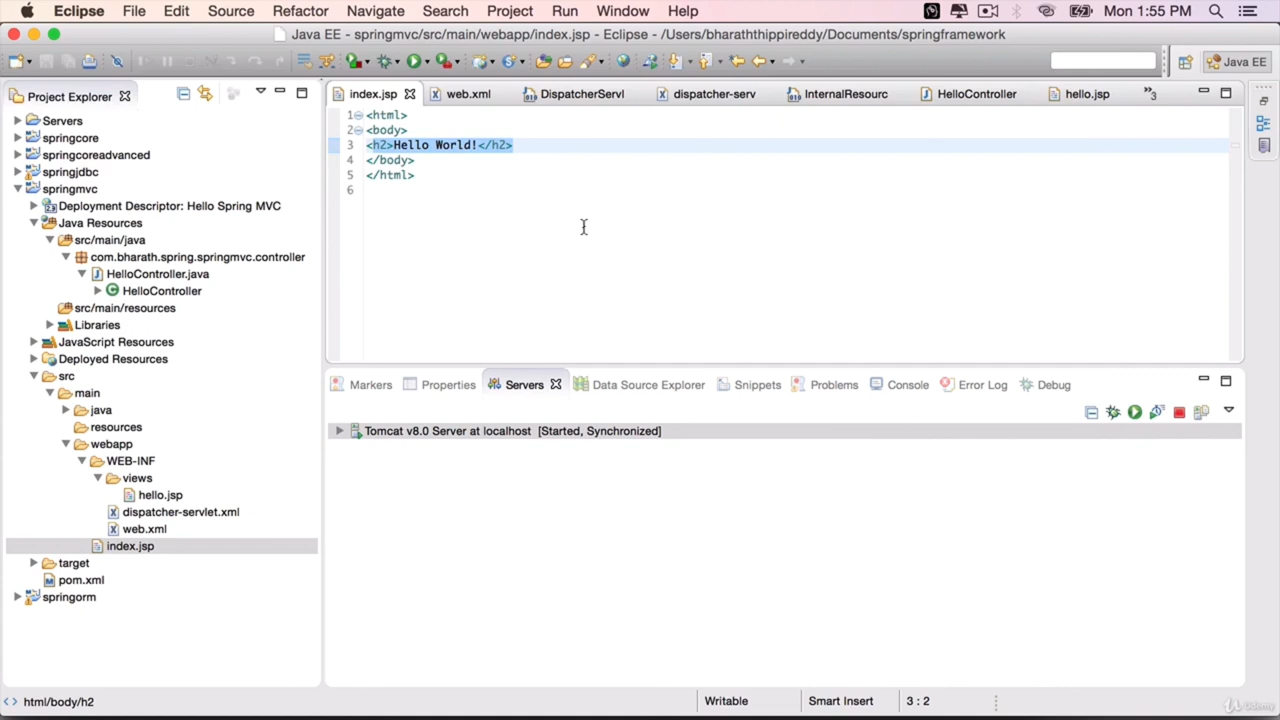 Eclipse File Edit Source Refactoring Navigate Search Project Run Window Help Mon 1:55 PM
Java EE - springmvc/src/main/webapp/index.jsp - Eclipse - /Users/bharaththippireddy/Documents/springframework
Java EE
Project Explorer
Servers
springcore
springcoreadvanced
springjdbc
springmvc
Deployment Descriptor: Hello Spring MVC
Java Resources
src/main/java
com.bharath.spring.springmvc.controller
HelloController.java
HelloController
src/main/resources
Libraries
JavaScript Resources
Deployed Resources
src
main
java
resources
webapp
WEB-INF
views
hello.jsp
dispatcher-servlet.xml
web.xml
index.jsp
target
pom.xml
springorm
index.jsp web.xml DispatcherServl dispatcher-serv InternalResourc HelloController hello.jsp »3
1 <html>
2 <body>
3 <h2>Hello World!</h2>
4 </body>
5 </html>
6
Markers Properties Servers Data Source Explorer Snippets Problems Console Error Log Debug
Tomcat v8.0 Server at localhost [Started, Synchronized]
html/body/h2 Writable Smart Insert 3 : 2
Udemy